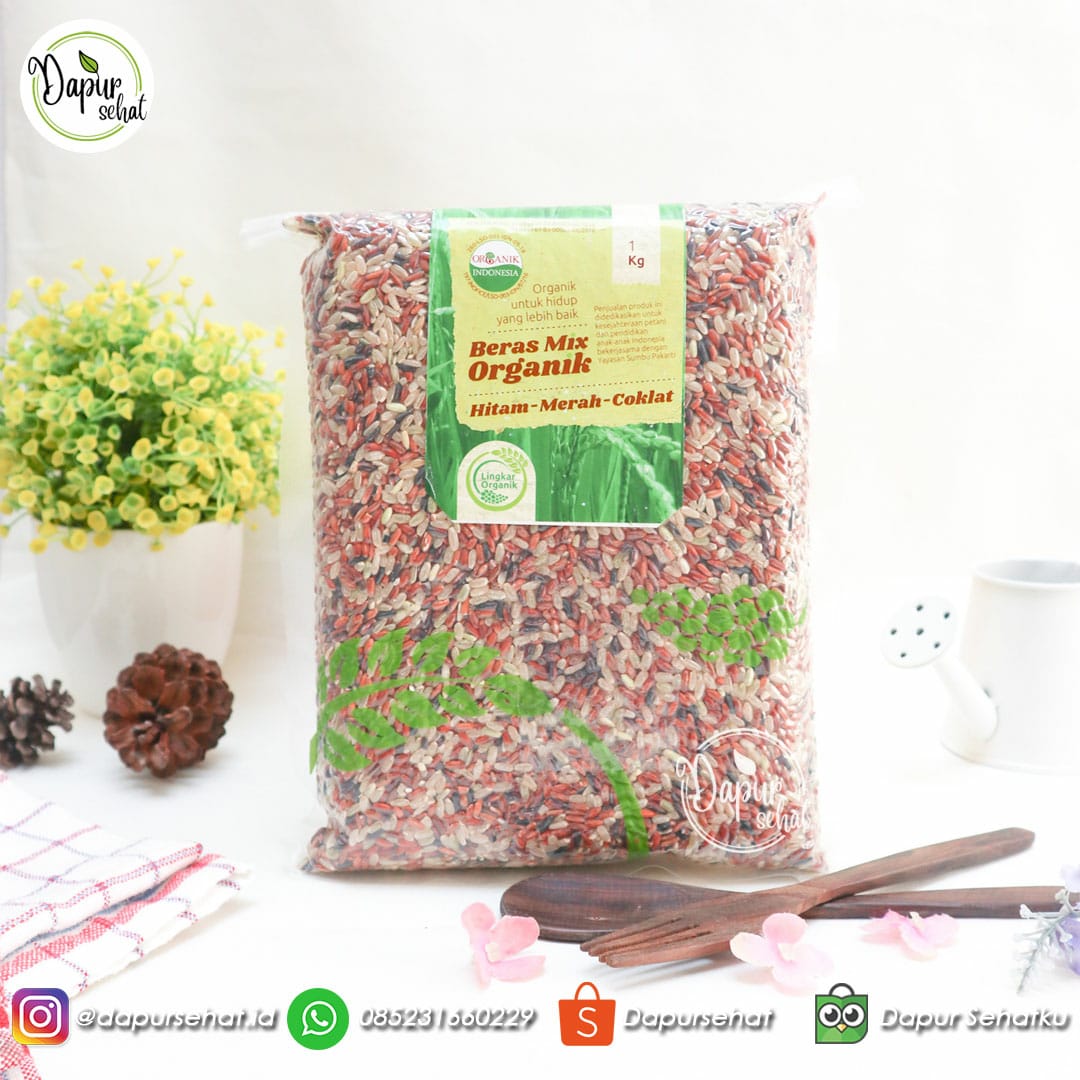 Dapur
sehat
ORGANIK
INDONESIA
1
Kg
Organik
untuk hidup
yang lebih baik
Penjualan produk ini
didedikasikan untuk
kesejahteraan petani
dan pendidikan
anak-anak Indonesia
bekerjasama dengan
Yayasan Sumbu Pakarti
Beras Mix
Organik
Hitam-Merah-Coklat
Lingkar
Organik
Dapur
sehat
@dapursehat.id
085231660229
Dapursehat
Dapur Sehatku